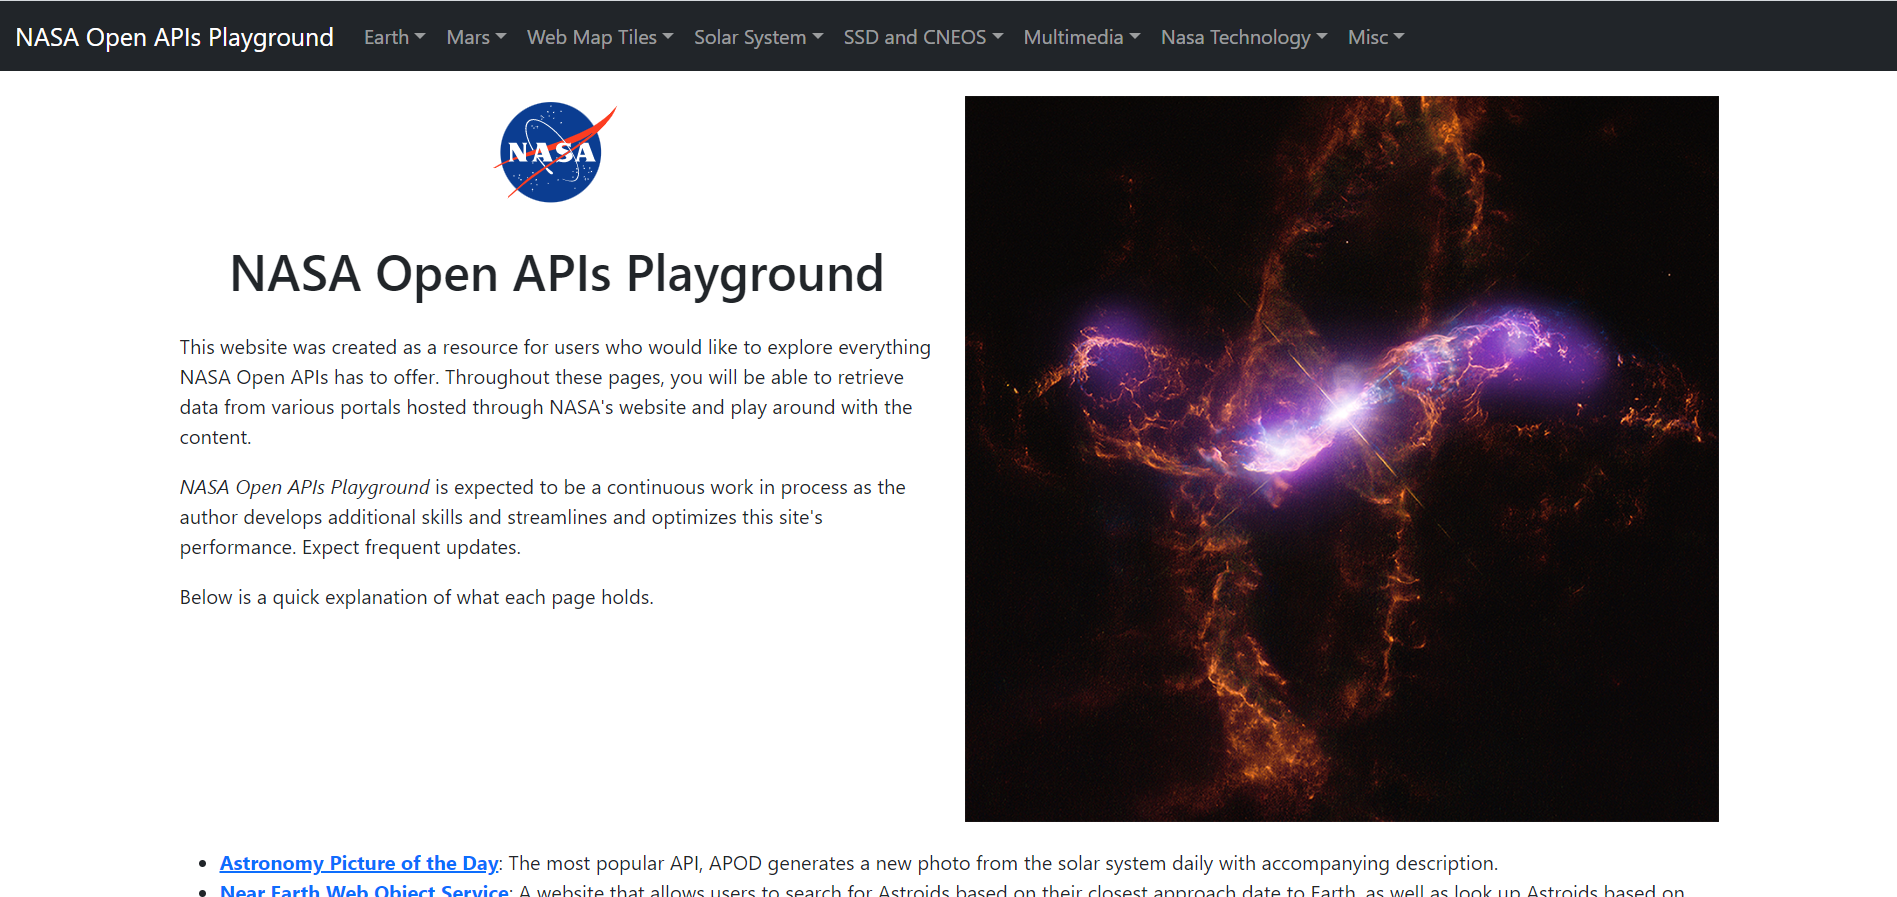 NASA Open APIs Playground Earth Mars Web Map Tiles Solar System SSD and CNEOS Multimedia Nasa Technology Misc
NASA
NASA Open APIs Playground
This website was created as a resource for users who would like to explore everything
NASA Open APIs has to offer. Throughout these pages, you will be able to retrieve
data from various portals hosted through NASA's website and play around with the
content.
NASA Open APIs Playground is expected to be a continuous work in process as the
author develops additional skills and streamlines and optimizes this site's
performance. Expect frequent updates.
Below is a quick explanation of what each page holds.
• Astronomy Picture of the Day: The most popular API, APOD generates a new photo from the solar system daily with accompanying description.
• Near Earth Web Object Service: A website that allows users to search for Astroids based on their closest approach date to Earth, as well as look up Astroids based on